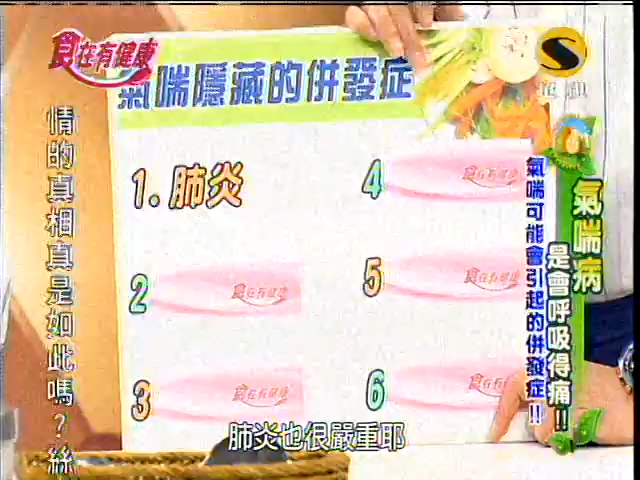 食在有健康
氣喘隱藏的併發症
1.肺炎
2
食在有健康
3
食在有健康
4
食在有健康
5
食在有健康
6
食在有
情的真相真是如此嗎?絲
氣喘病
是會呼吸得痛!!
氣喘可能會引起的併發症!!
肺炎也很嚴重耶